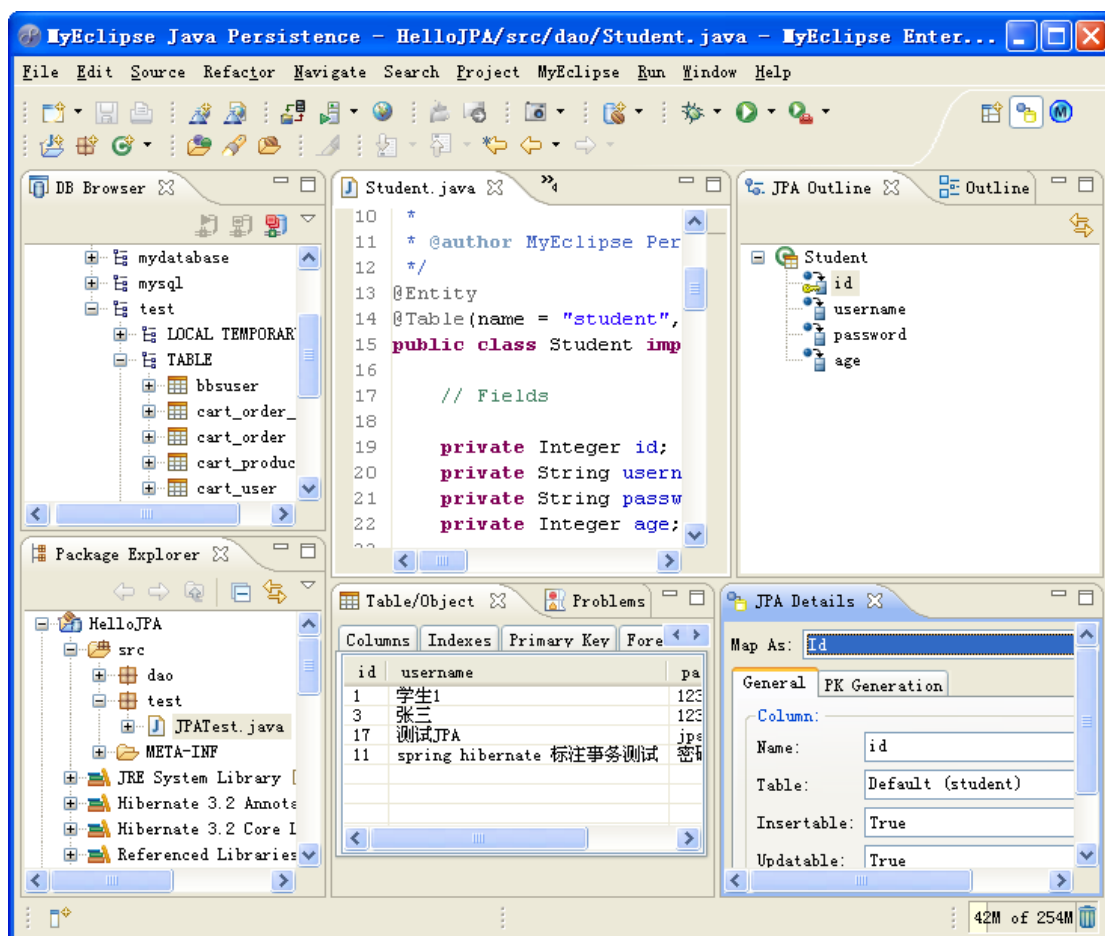 MyEclipse Java Persistence - HelloJPA/src/dao/Student.java - MyEclipse Enter...
File Edit Source Refactor Navigate Search Project MyEclipse Run Window Help
DB Browser
mydatabase
mysql
test
LOCAL TEMPORAR
TABLE
bbsuser
cart_order_
cart_order
cart_produc
cart_user
Student.java
»4
10 *
11 * @author MyEclipse Per
12 */
13 @Entity
14 @Table(name = "student",
15 public class Student imp
16
17 // Fields
18
19 private Integer id;
20 private String usern
21 private String passw
22 private Integer age;
JPA Outline Outline
Student
id
username
password
age
Package Explorer
HelloJPA
src
dao
test
JPATest.java
META-INF
JRE System Library [
Hibernate 3.2 Annota
Hibernate 3.2 Core L
Referenced Libraries
Table/Object Problems
Columns Indexes Primary Key Fore
id username pa
1 学生1 123
3 张三 123
17 测试JPA jpa
11 spring hibernate 标注事务测试 密码
JPA Details
Map As: Id
General PK Generation
Column:
Name: id
Table: Default (student)
Insertable: True
Updatable: True
42M of 254M